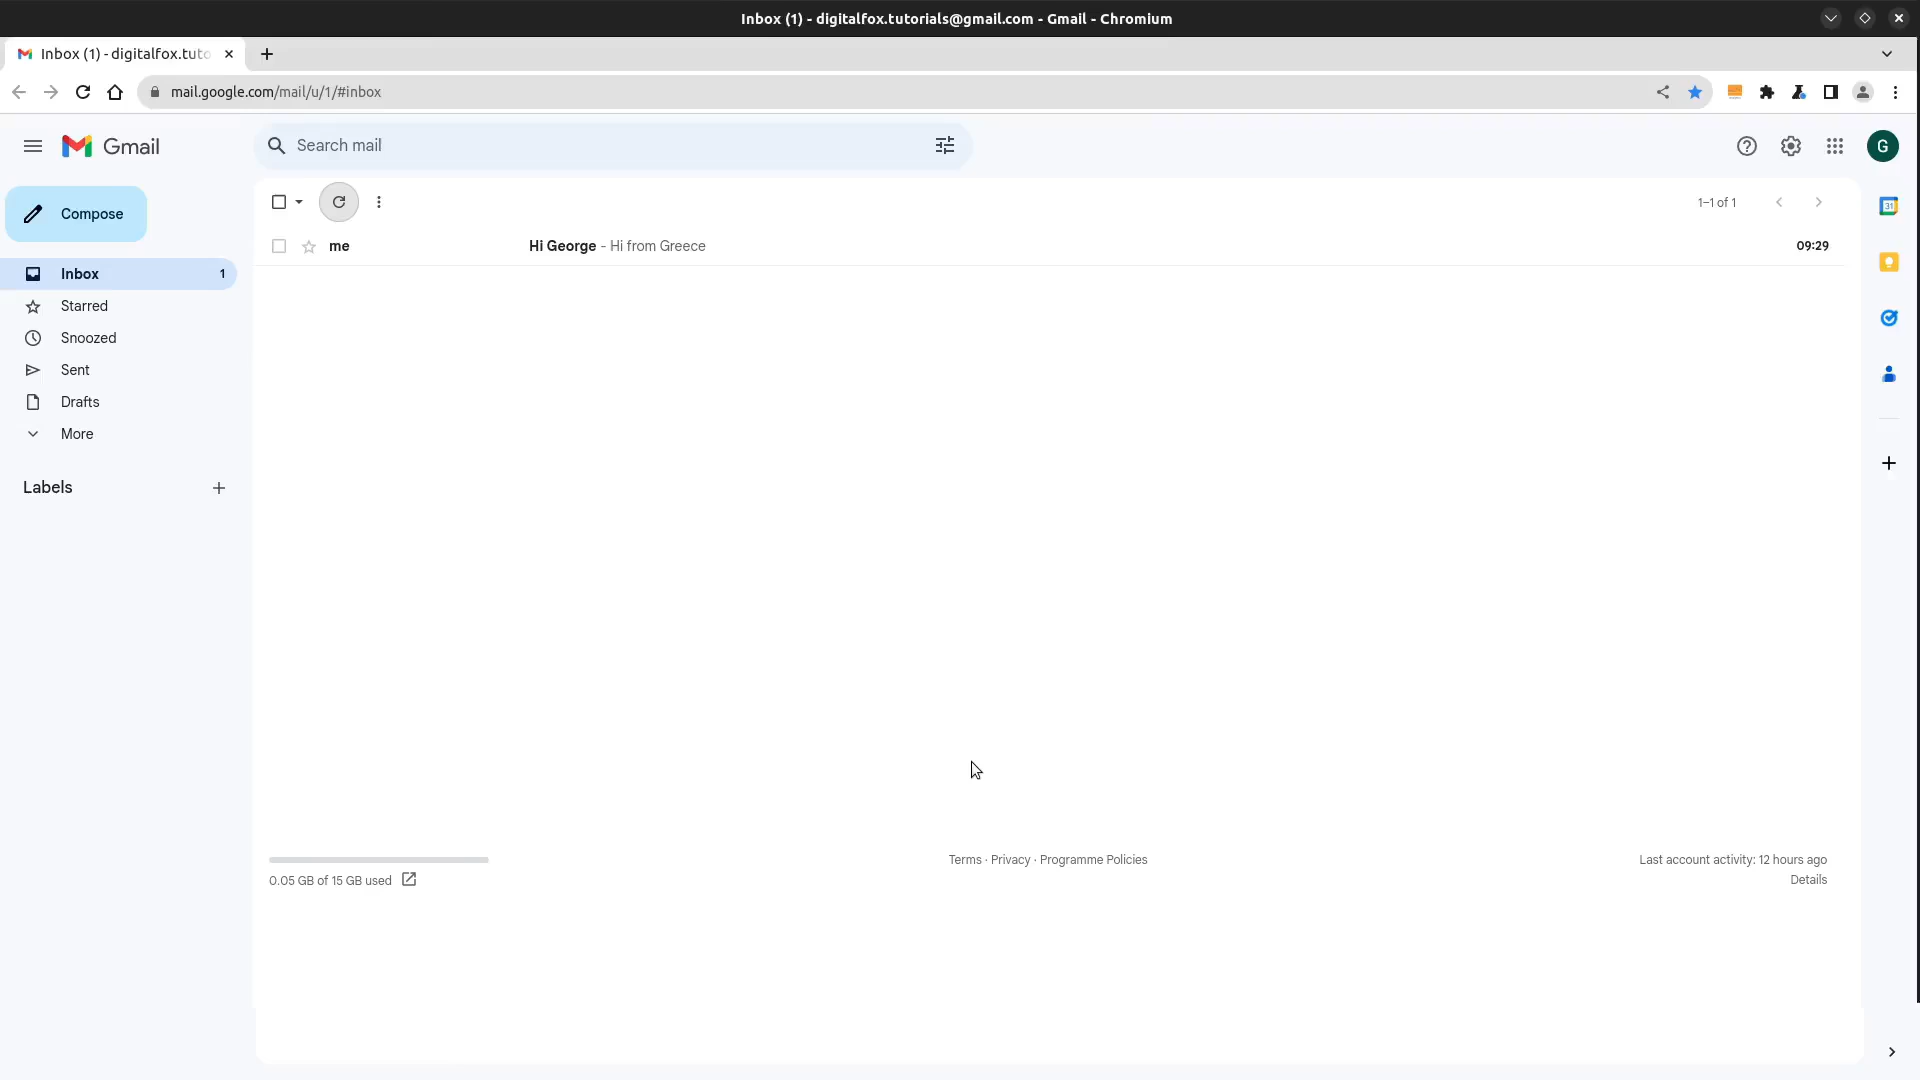 Inbox (1) - digitalfox.tutorials@gmail.com - Gmail - Chromium
Inbox (1) - digitalfox.tuto
mail.google.com/mail/u/1/#inbox
Gmail
Search mail
G
Compose
1–1 of 1
31
me Hi George - Hi from Greece 09:29
Inbox 1
Starred
Snoozed
Sent
Drafts
More
Labels
Terms · Privacy · Programme Policies
Last account activity: 12 hours ago
0.05 GB of 15 GB used
Details